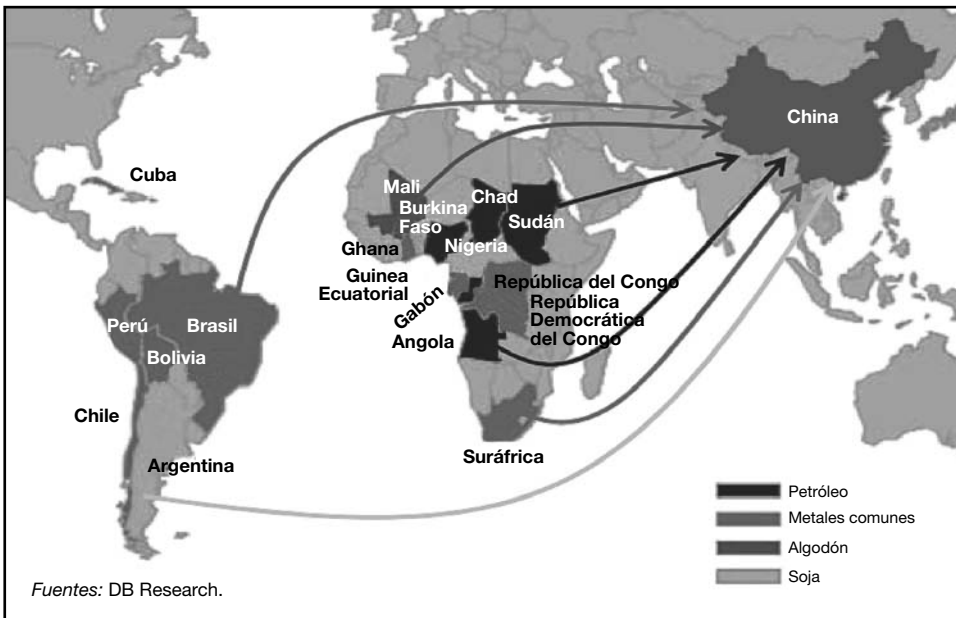 China
Cuba
Mali
Burkina
Faso
Chad
Sudán
Ghana
Nigeria
Guinea
Ecuatorial
Gabón
República del Congo
República
Democrática
del Congo
Angola
Perú
Brasil
Bolivia
Chile
Argentina
Suráfrica
Petróleo
Metales comunes
Algodón
Soja
Fuentes: DB Research.